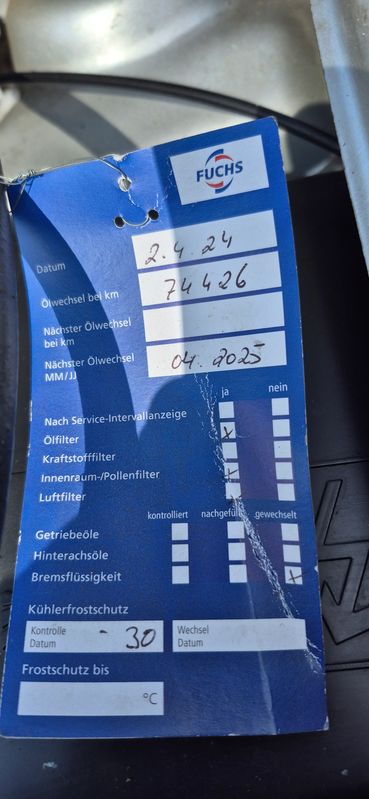 FUCHS
Datum 2.4.24
Ölwechsel bei km 74426
Nächster Ölwechsel
bei km
Nächster Ölwechsel 04.2025
MM/JJ
ja nein
Nach Service-Intervallanzeige
Ölfilter x
Kraftstofffilter
Innenraum-/Pollenfilter x
Luftfilter x
kontrolliert nachgefüllt gewechselt
Getriebeöle
Hinterachsöle
Bremsflüssigkeit x
Kühlerfrostschutz
Kontrolle - 30 Wechsel
Datum Datum
Frostschutz bis
°C